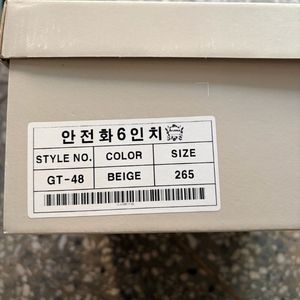 안전화6인치
STYLE NO. COLOR SIZE
GT-48 BEIGE 265